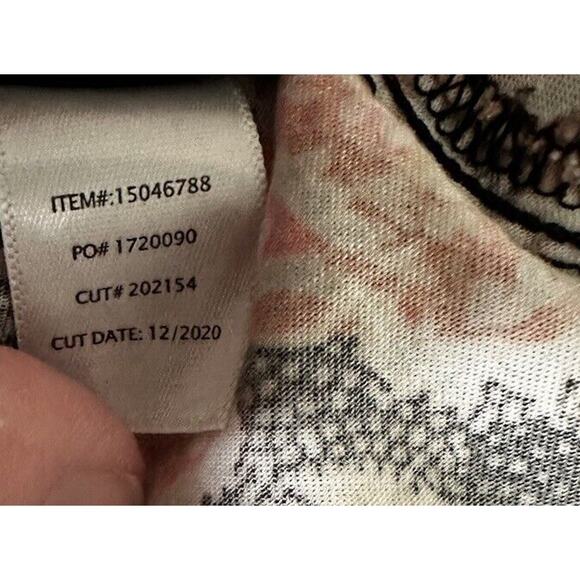 ITEM#:15046788
PO# 1720090
CUT# 202154
CUT DATE: 12/2020